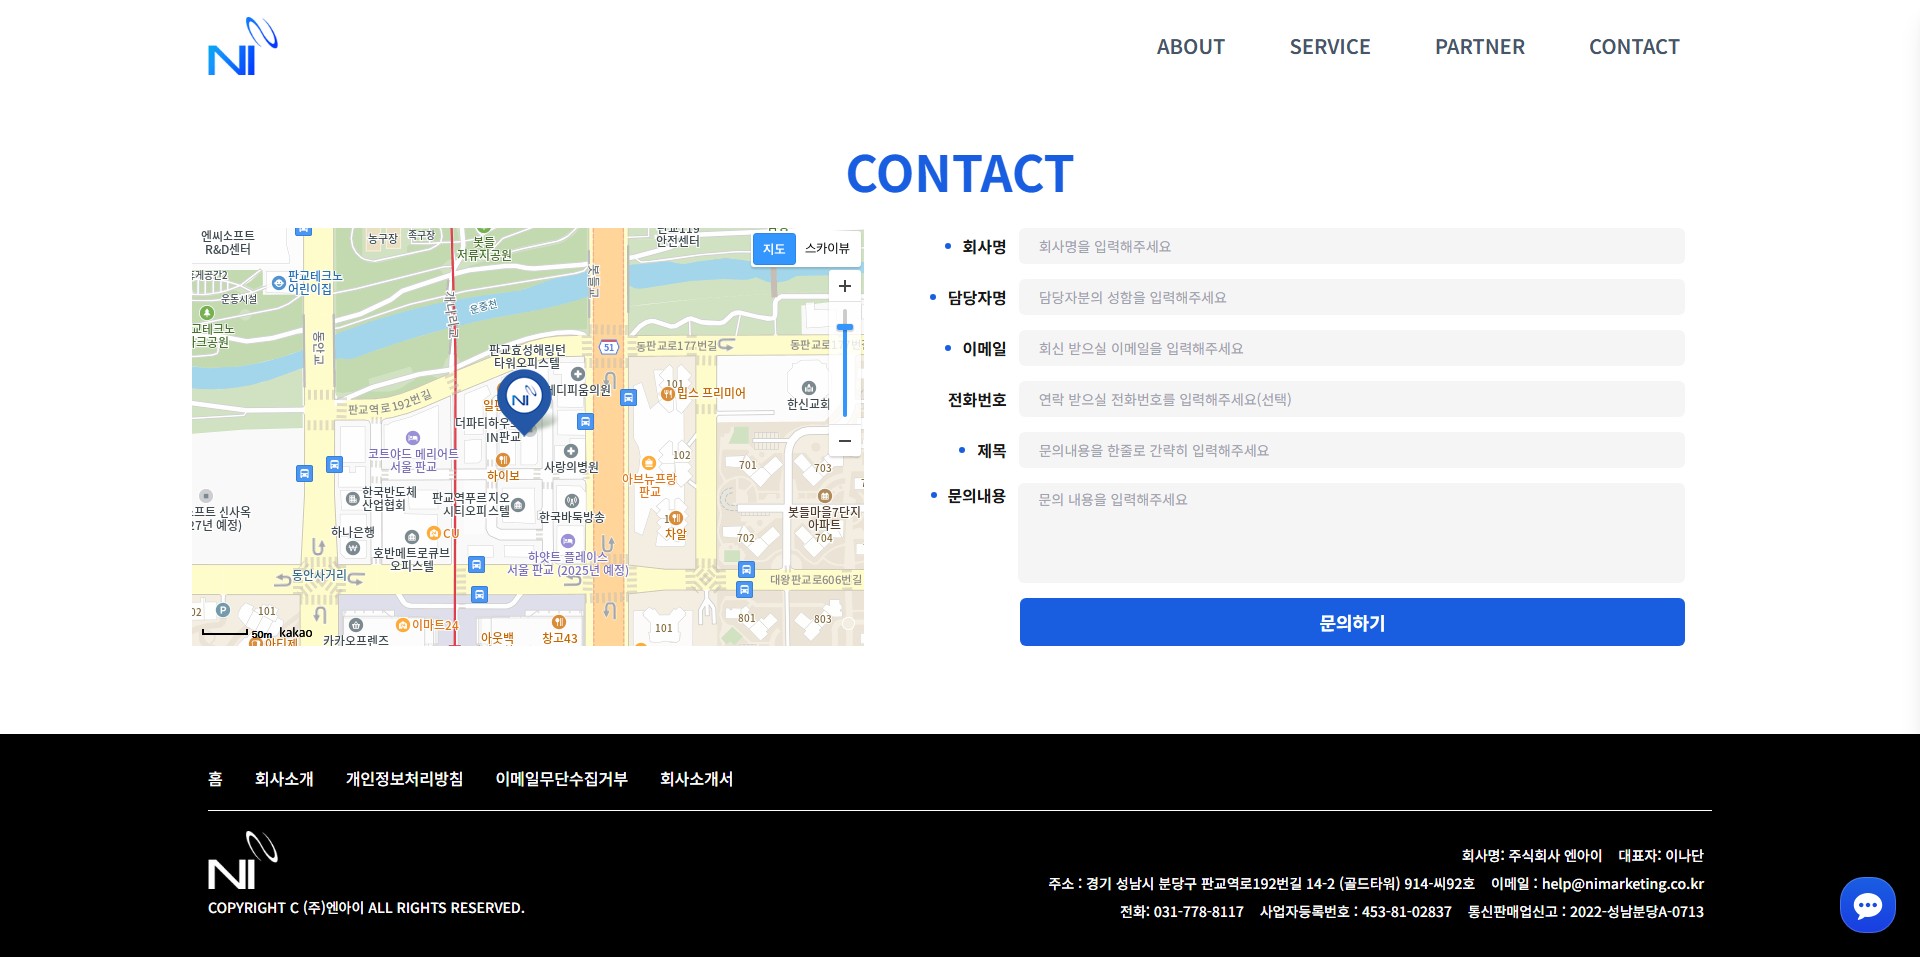 NI
ABOUT
SERVICE
PARTNER
CONTACT
CONTACT
엔씨소프트
R&D센터
농구장
족구장
봇들
저류지공원
안전센터
지도
스카이뷰
판교테크노
어린이집
운동시설
운중천
개나리교
동안교
봇들교
판교효성해링턴
타워오피스텔
51
동판교로177번길
101
빕스 프리미어
한신교회
판교역로192번길
NI
더파티하우스
IN판교
코트야드 메리어트
서울 판교
하이보
사랑의병원
102
701
703
아브뉴프랑
판교
한국반도체
산업협회
판교역푸르지오
시티오피스텔
한국바둑방송
봇들마을7단지
아파트
하나은행
CU
차알
702
704
호반메트로큐브
오피스텔
하얏트 플레이스
서울 판교 (2025년 예정)
동안사거리
대왕판교로606번길
P
101
이마트24
카카오프렌즈
아웃백
창고43
101
801
803
50m
kakao
회사명
회사명을 입력해주세요
담당자명
담당자분의 성함을 입력해주세요
이메일
회신 받으실 이메일을 입력해주세요
전화번호
연락 받으실 전화번호를 입력해주세요(선택)
제목
문의내용을 한줄로 간략히 입력해주세요
문의내용
문의 내용을 입력해주세요
문의하기
홈
회사소개
개인정보처리방침
이메일무단수집거부
회사소개서
NI
COPYRIGHT C (주)엔아이 ALL RIGHTS RESERVED.
회사명: 주식회사 엔아이 대표자: 이나단
주소 : 경기 성남시 분당구 판교역로192번길 14-2 (골드타워) 914-씨92호 이메일 : help@nimarketing.co.kr
전화: 031-778-8117 사업자등록번호 : 453-81-02837 통신판매업신고 : 2022-성남분당A-0713